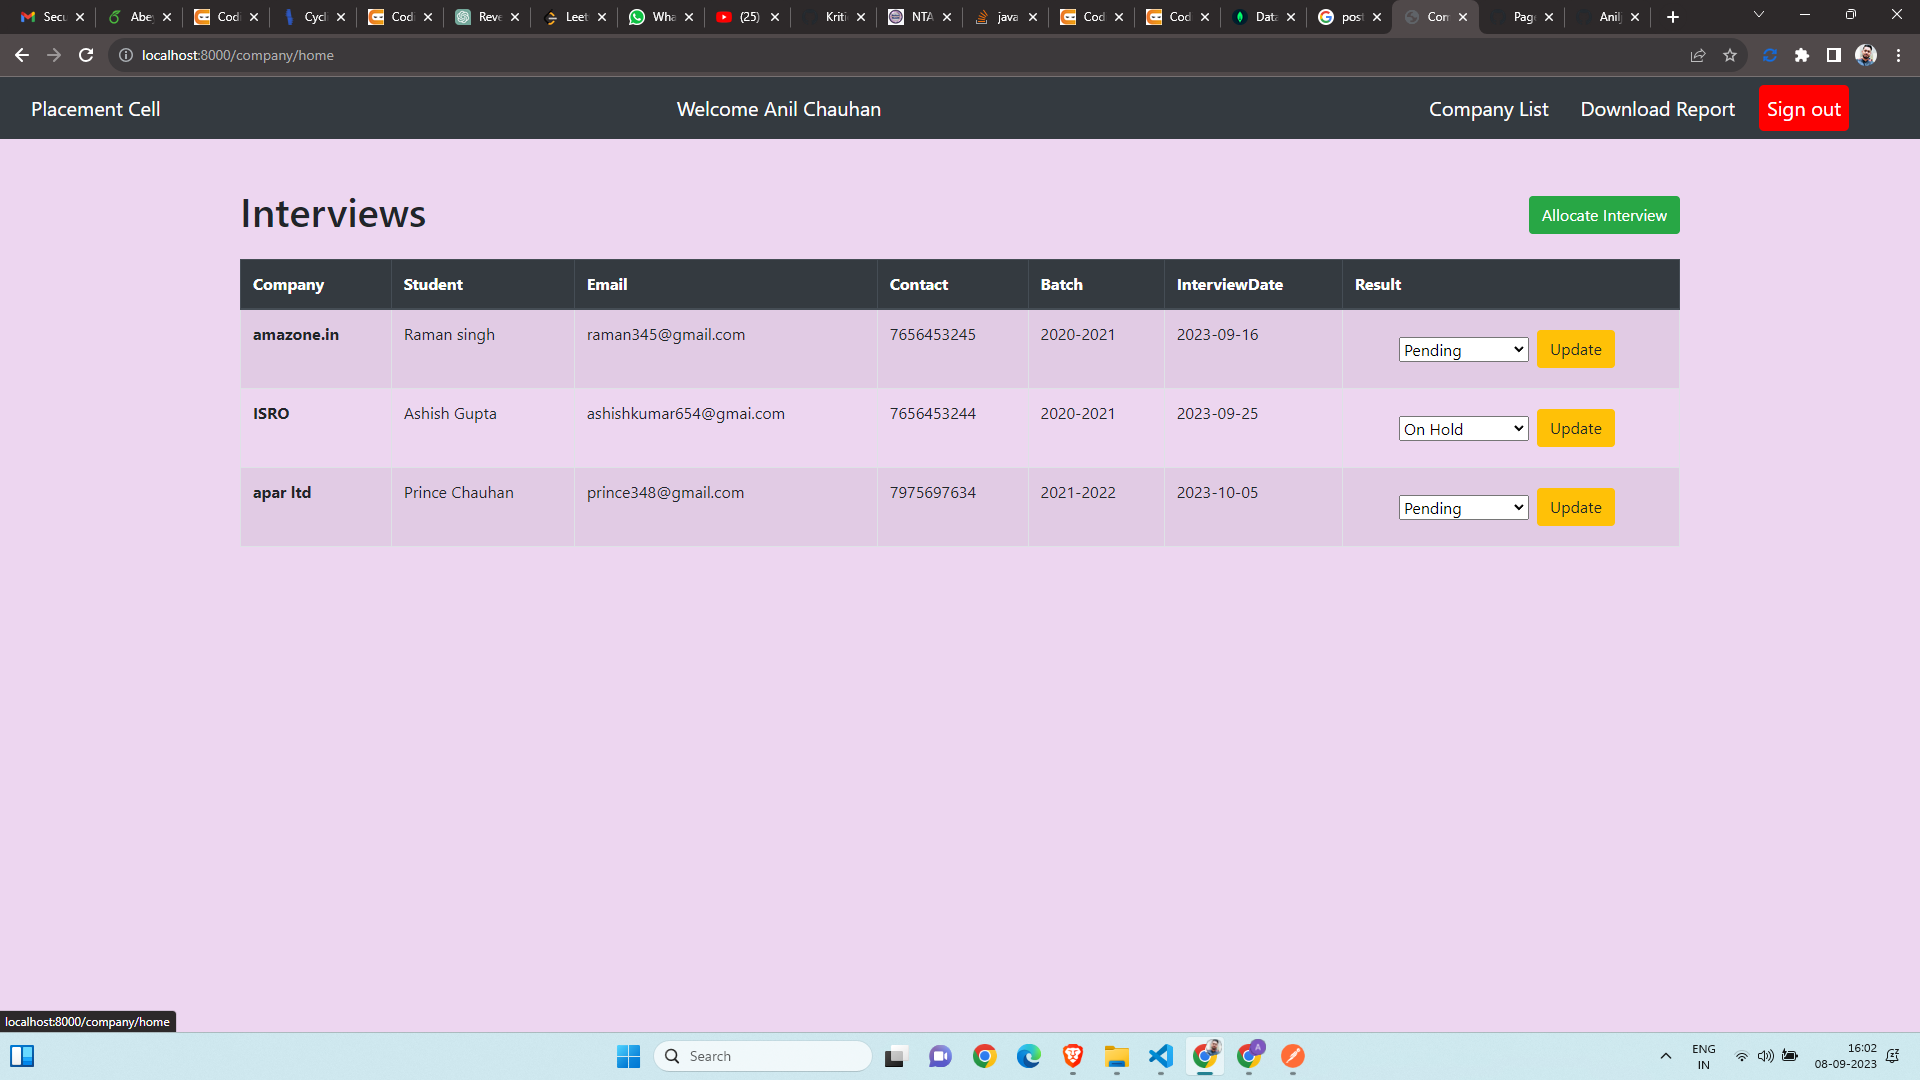 Secu Abe Codi Cycl Codi Reve Leet Wha (25) Kriti NTA java Cod Cod Data post Com Page Anil
localhost:8000/company/home
Placement Cell Welcome Anil Chauhan Company List Download Report Sign out
Interviews Allocate Interview
Company Student Email Contact Batch InterviewDate Result
amazone.in Raman singh raman345@gmail.com 7656453245 2020-2021 2023-09-16 Pending Update
ISRO Ashish Gupta ashishkumar654@gmai.com 7656453244 2020-2021 2023-09-25 On Hold Update
apar ltd Prince Chauhan prince348@gmail.com 7975697634 2021-2022 2023-10-05 Pending Update
localhost:8000/company/home
Search
A
ENG
IN
16:02
08-09-2023